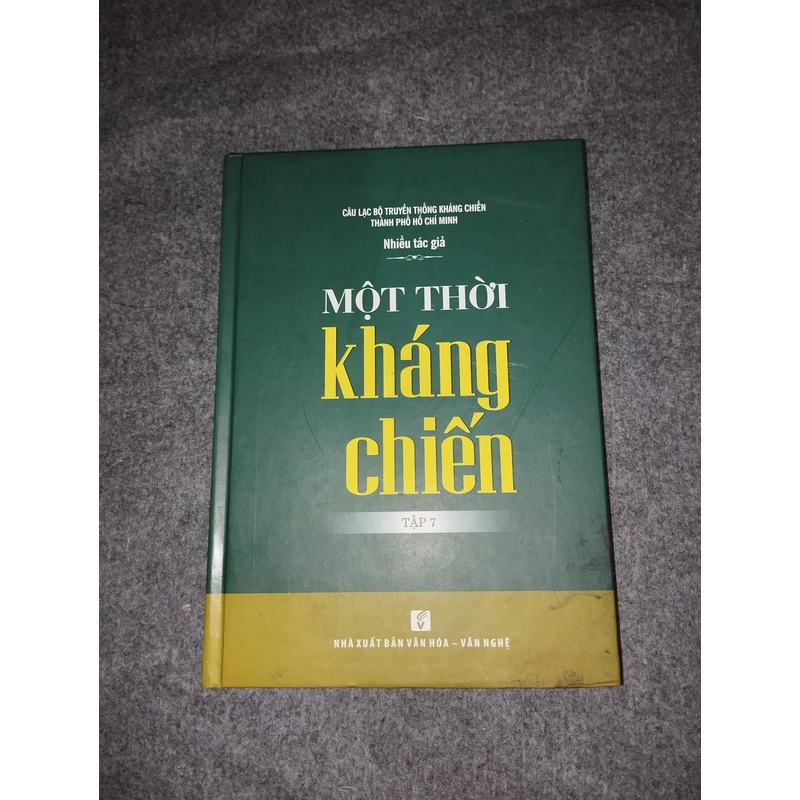 CÂU LẠC BỘ TRUYỀN THỐNG KHÁNG CHIẾN
THÀNH PHỐ HỒ CHÍ MINH
Nhiều tác giả
MỘT THỜI
kháng
chiến
TẬP 7
V
NHÀ XUẤT BẢN VĂN HÓA – VĂN NGHỆ